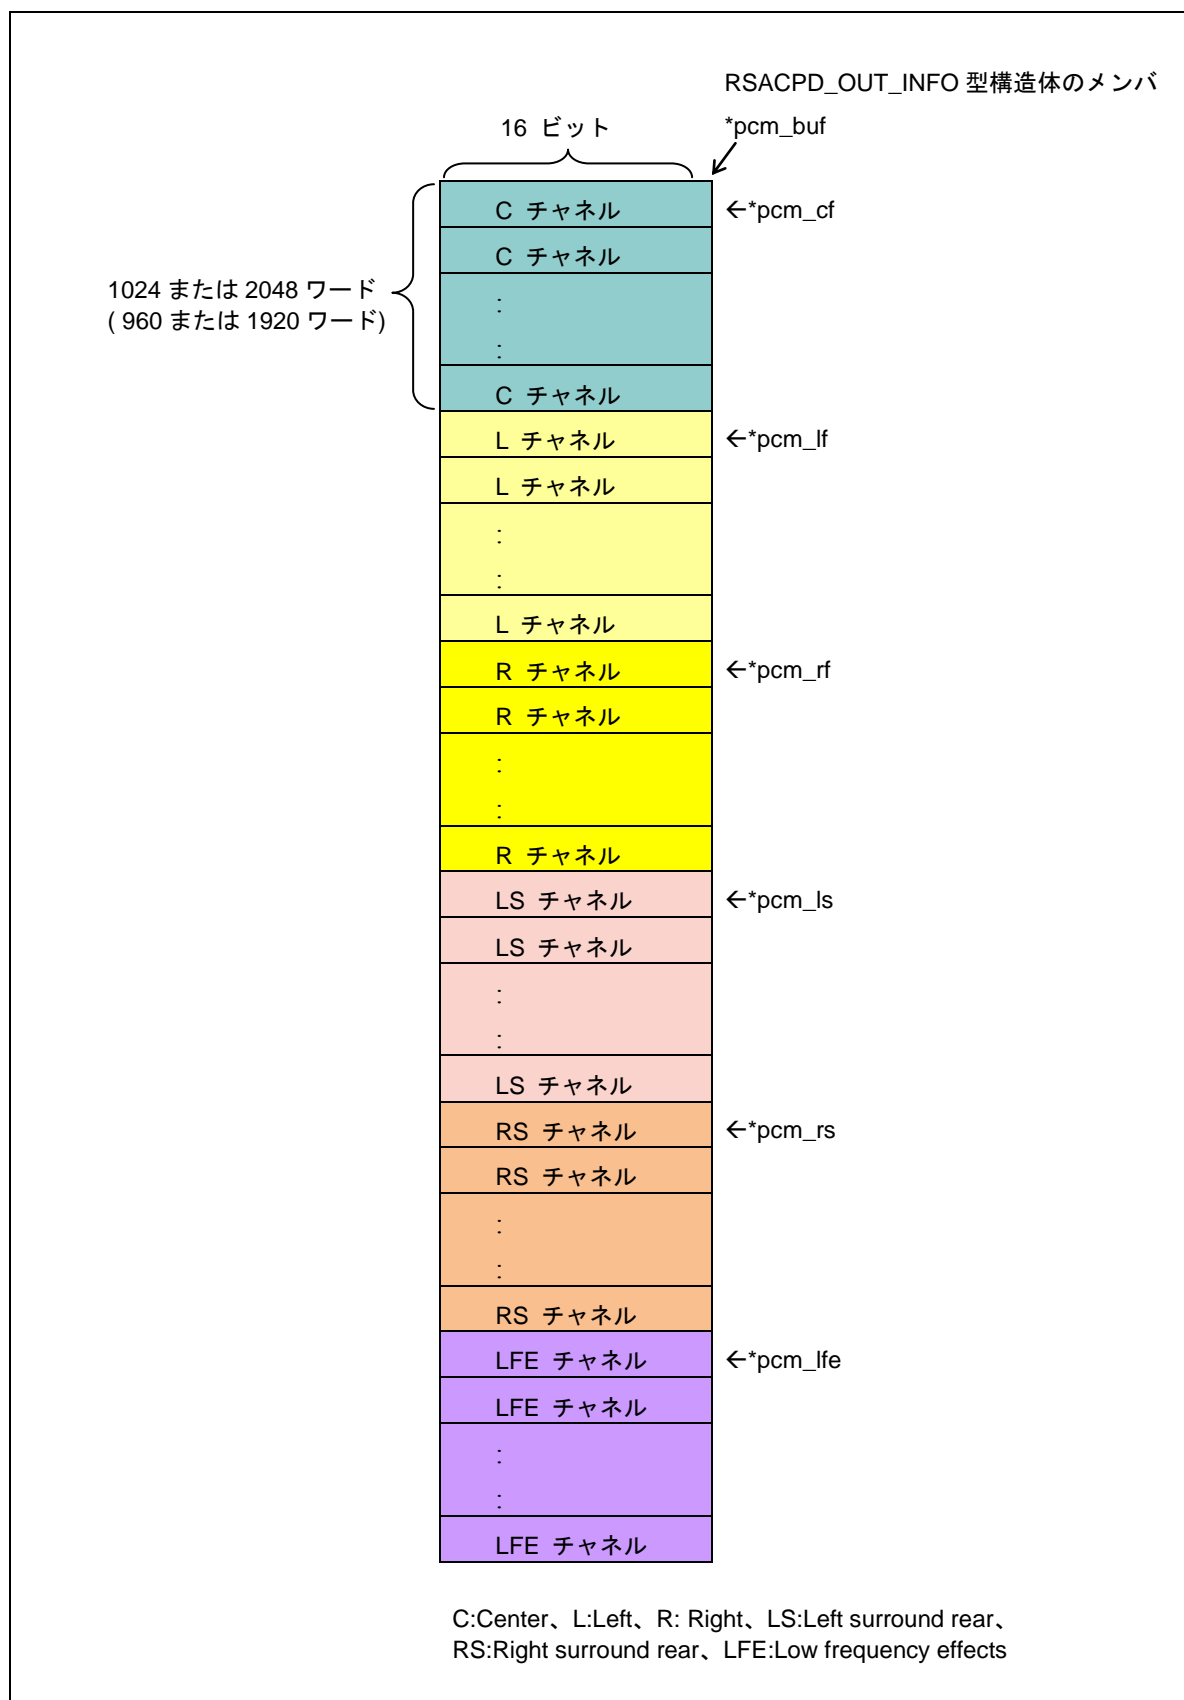 RSACPD_OUT_INFO 型構造体のメンバ
16 ビット
*pcm_buf
C チャネル
←*pcm_cf
C チャネル
1024 または 2048 ワード
( 960 または 1920 ワード)
:
:
C チャネル
L チャネル
←*pcm_lf
L チャネル
:
:
L チャネル
R チャネル
←*pcm_rf
R チャネル
:
:
R チャネル
LS チャネル
←*pcm_ls
LS チャネル
:
:
LS チャネル
RS チャネル
←*pcm_rs
RS チャネル
:
:
RS チャネル
LFE チャネル
←*pcm_lfe
LFE チャネル
:
:
LFE チャネル
C:Center、L:Left、R: Right、LS:Left surround rear、
RS:Right surround rear、LFE:Low frequency effects